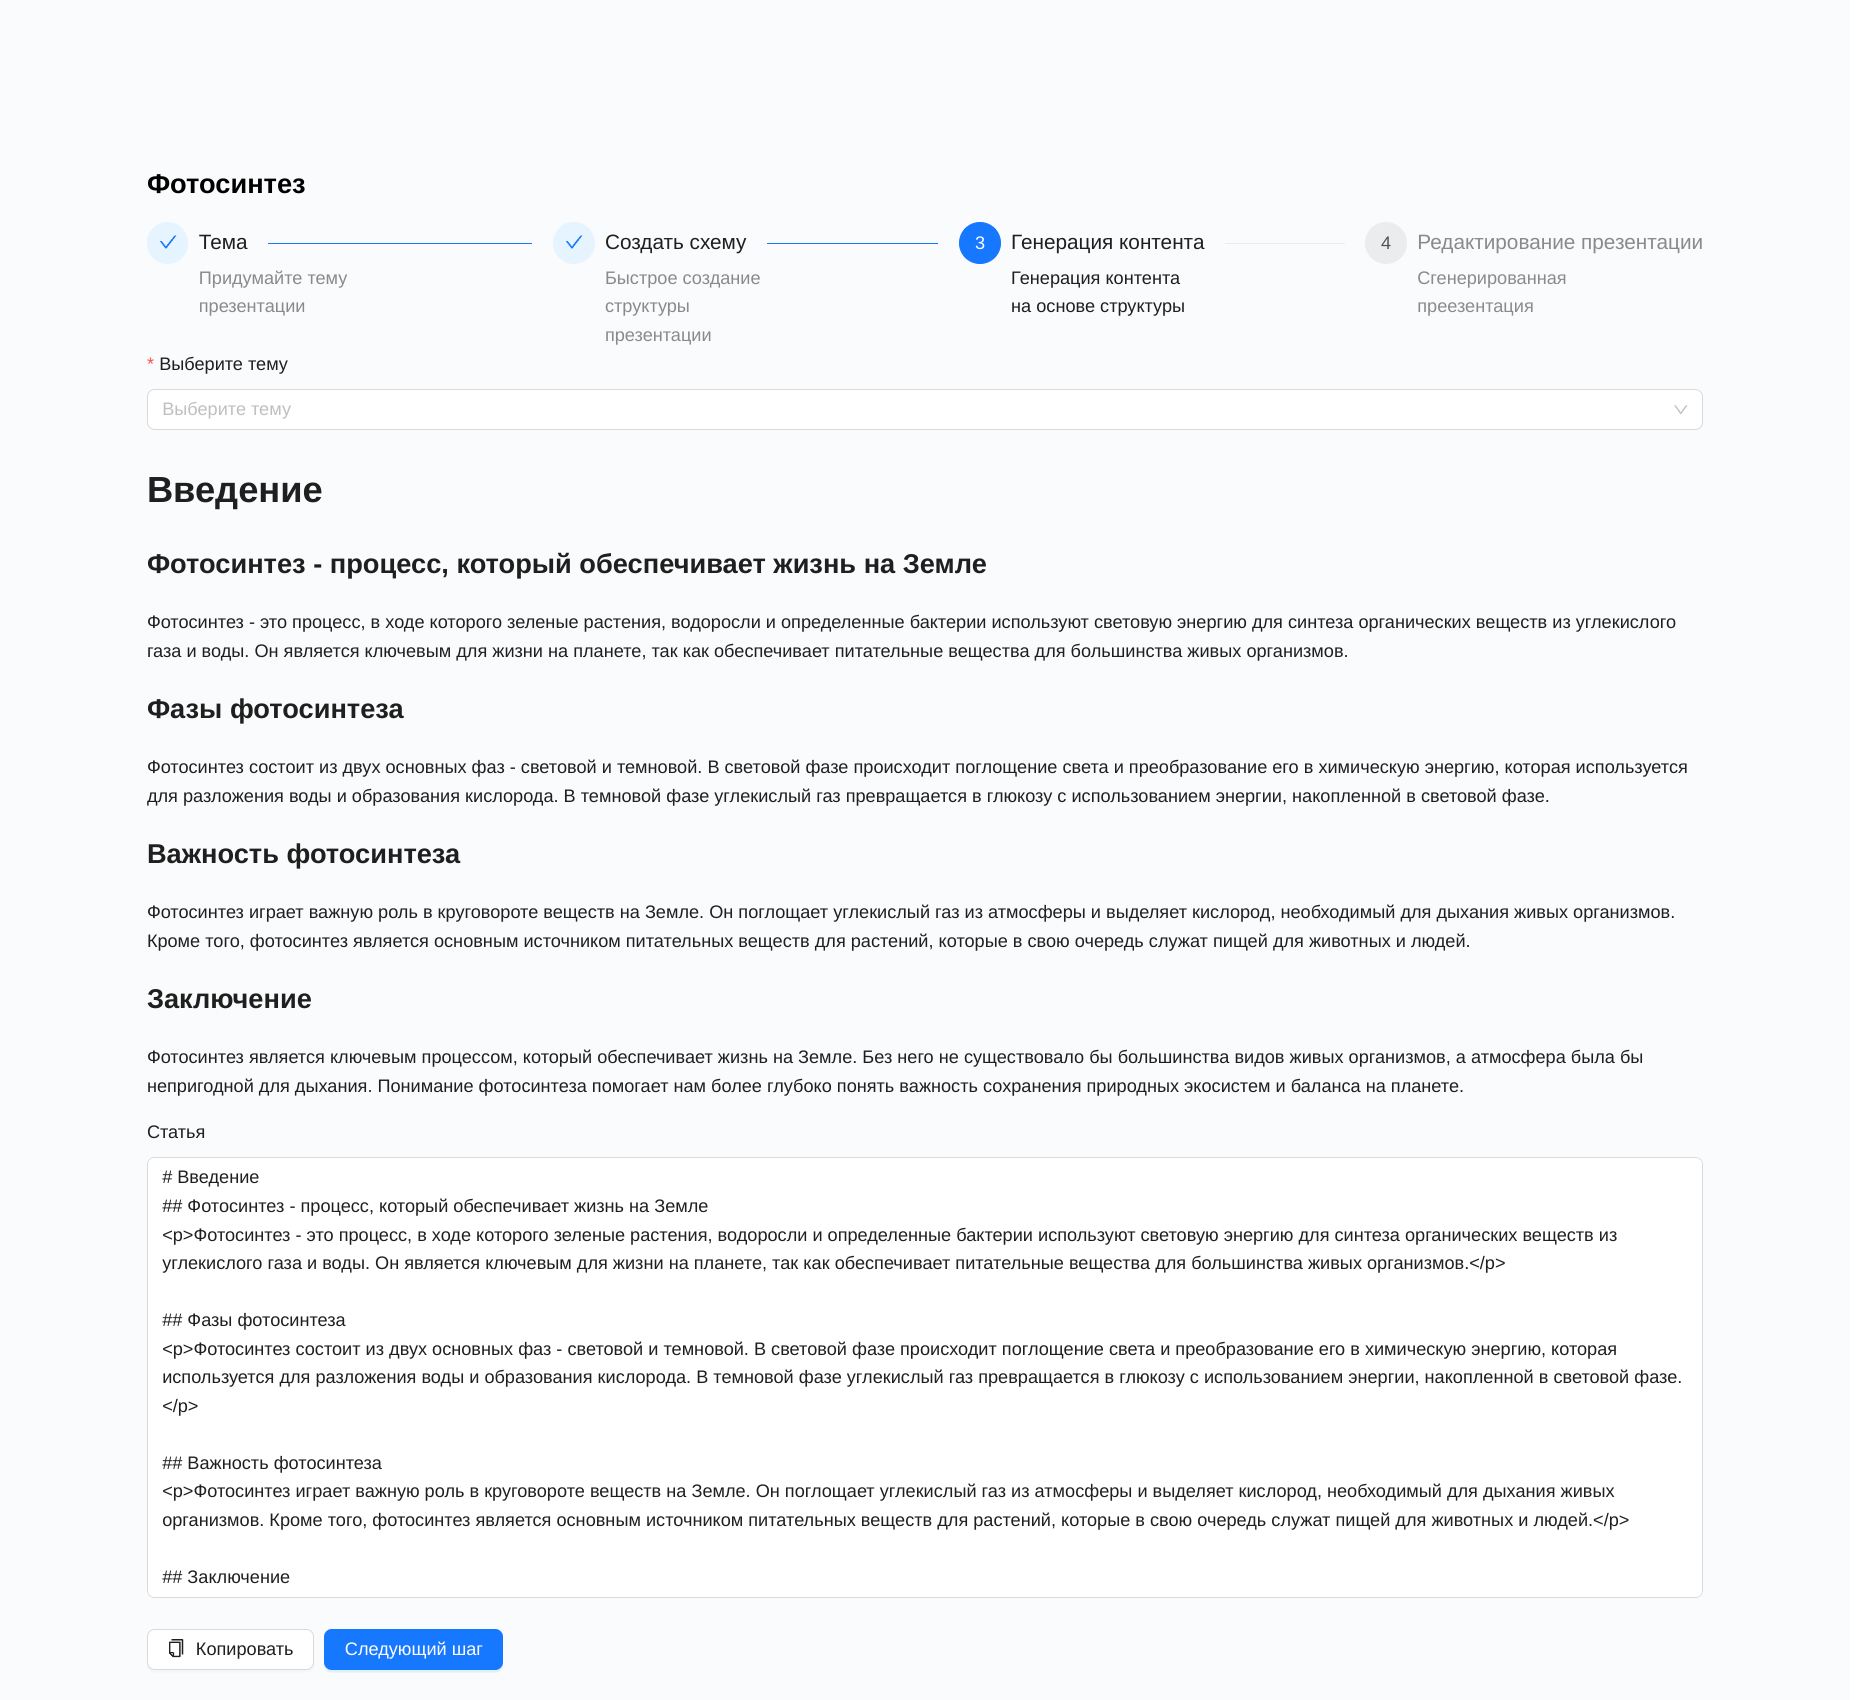 Фотосинтез
Тема
Придумайте тему
презентации
Создать схему
Быстрое создание
структуры
презентации
3
Генерация контента
Генерация контента
на основе структуры
4
Редактирование презентации
Сгенерированная
преезентация
* Выберите тему
Выберите тему
Введение
Фотосинтез - процесс, который обеспечивает жизнь на Земле
Фотосинтез - это процесс, в ходе которого зеленые растения, водоросли и определенные бактерии используют световую энергию для синтеза органических веществ из углекислого
газа и воды. Он является ключевым для жизни на планете, так как обеспечивает питательные вещества для большинства живых организмов.
Фазы фотосинтеза
Фотосинтез состоит из двух основных фаз - световой и темновой. В световой фазе происходит поглощение света и преобразование его в химическую энергию, которая используется
для разложения воды и образования кислорода. В темновой фазе углекислый газ превращается в глюкозу с использованием энергии, накопленной в световой фазе.
Важность фотосинтеза
Фотосинтез играет важную роль в круговороте веществ на Земле. Он поглощает углекислый газ из атмосферы и выделяет кислород, необходимый для дыхания живых организмов.
Кроме того, фотосинтез является основным источником питательных веществ для растений, которые в свою очередь служат пищей для животных и людей.
Заключение
Фотосинтез является ключевым процессом, который обеспечивает жизнь на Земле. Без него не существовало бы большинства видов живых организмов, а атмосфера была бы
непригодной для дыхания. Понимание фотосинтеза помогает нам более глубоко понять важность сохранения природных экосистем и баланса на планете.
Статья
# Введение
## Фотосинтез - процесс, который обеспечивает жизнь на Земле
<p>Фотосинтез - это процесс, в ходе которого зеленые растения, водоросли и определенные бактерии используют световую энергию для синтеза органических веществ из
углекислого газа и воды. Он является ключевым для жизни на планете, так как обеспечивает питательные вещества для большинства живых организмов.</p>
## Фазы фотосинтеза
<p>Фотосинтез состоит из двух основных фаз - световой и темновой. В световой фазе происходит поглощение света и преобразование его в химическую энергию, которая
используется для разложения воды и образования кислорода. В темновой фазе углекислый газ превращается в глюкозу с использованием энергии, накопленной в световой фазе.
</p>
## Важность фотосинтеза
<p>Фотосинтез играет важную роль в круговороте веществ на Земле. Он поглощает углекислый газ из атмосферы и выделяет кислород, необходимый для дыхания живых
организмов. Кроме того, фотосинтез является основным источником питательных веществ для растений, которые в свою очередь служат пищей для животных и людей.</p>
## Заключение
Копировать
Следующий шаг